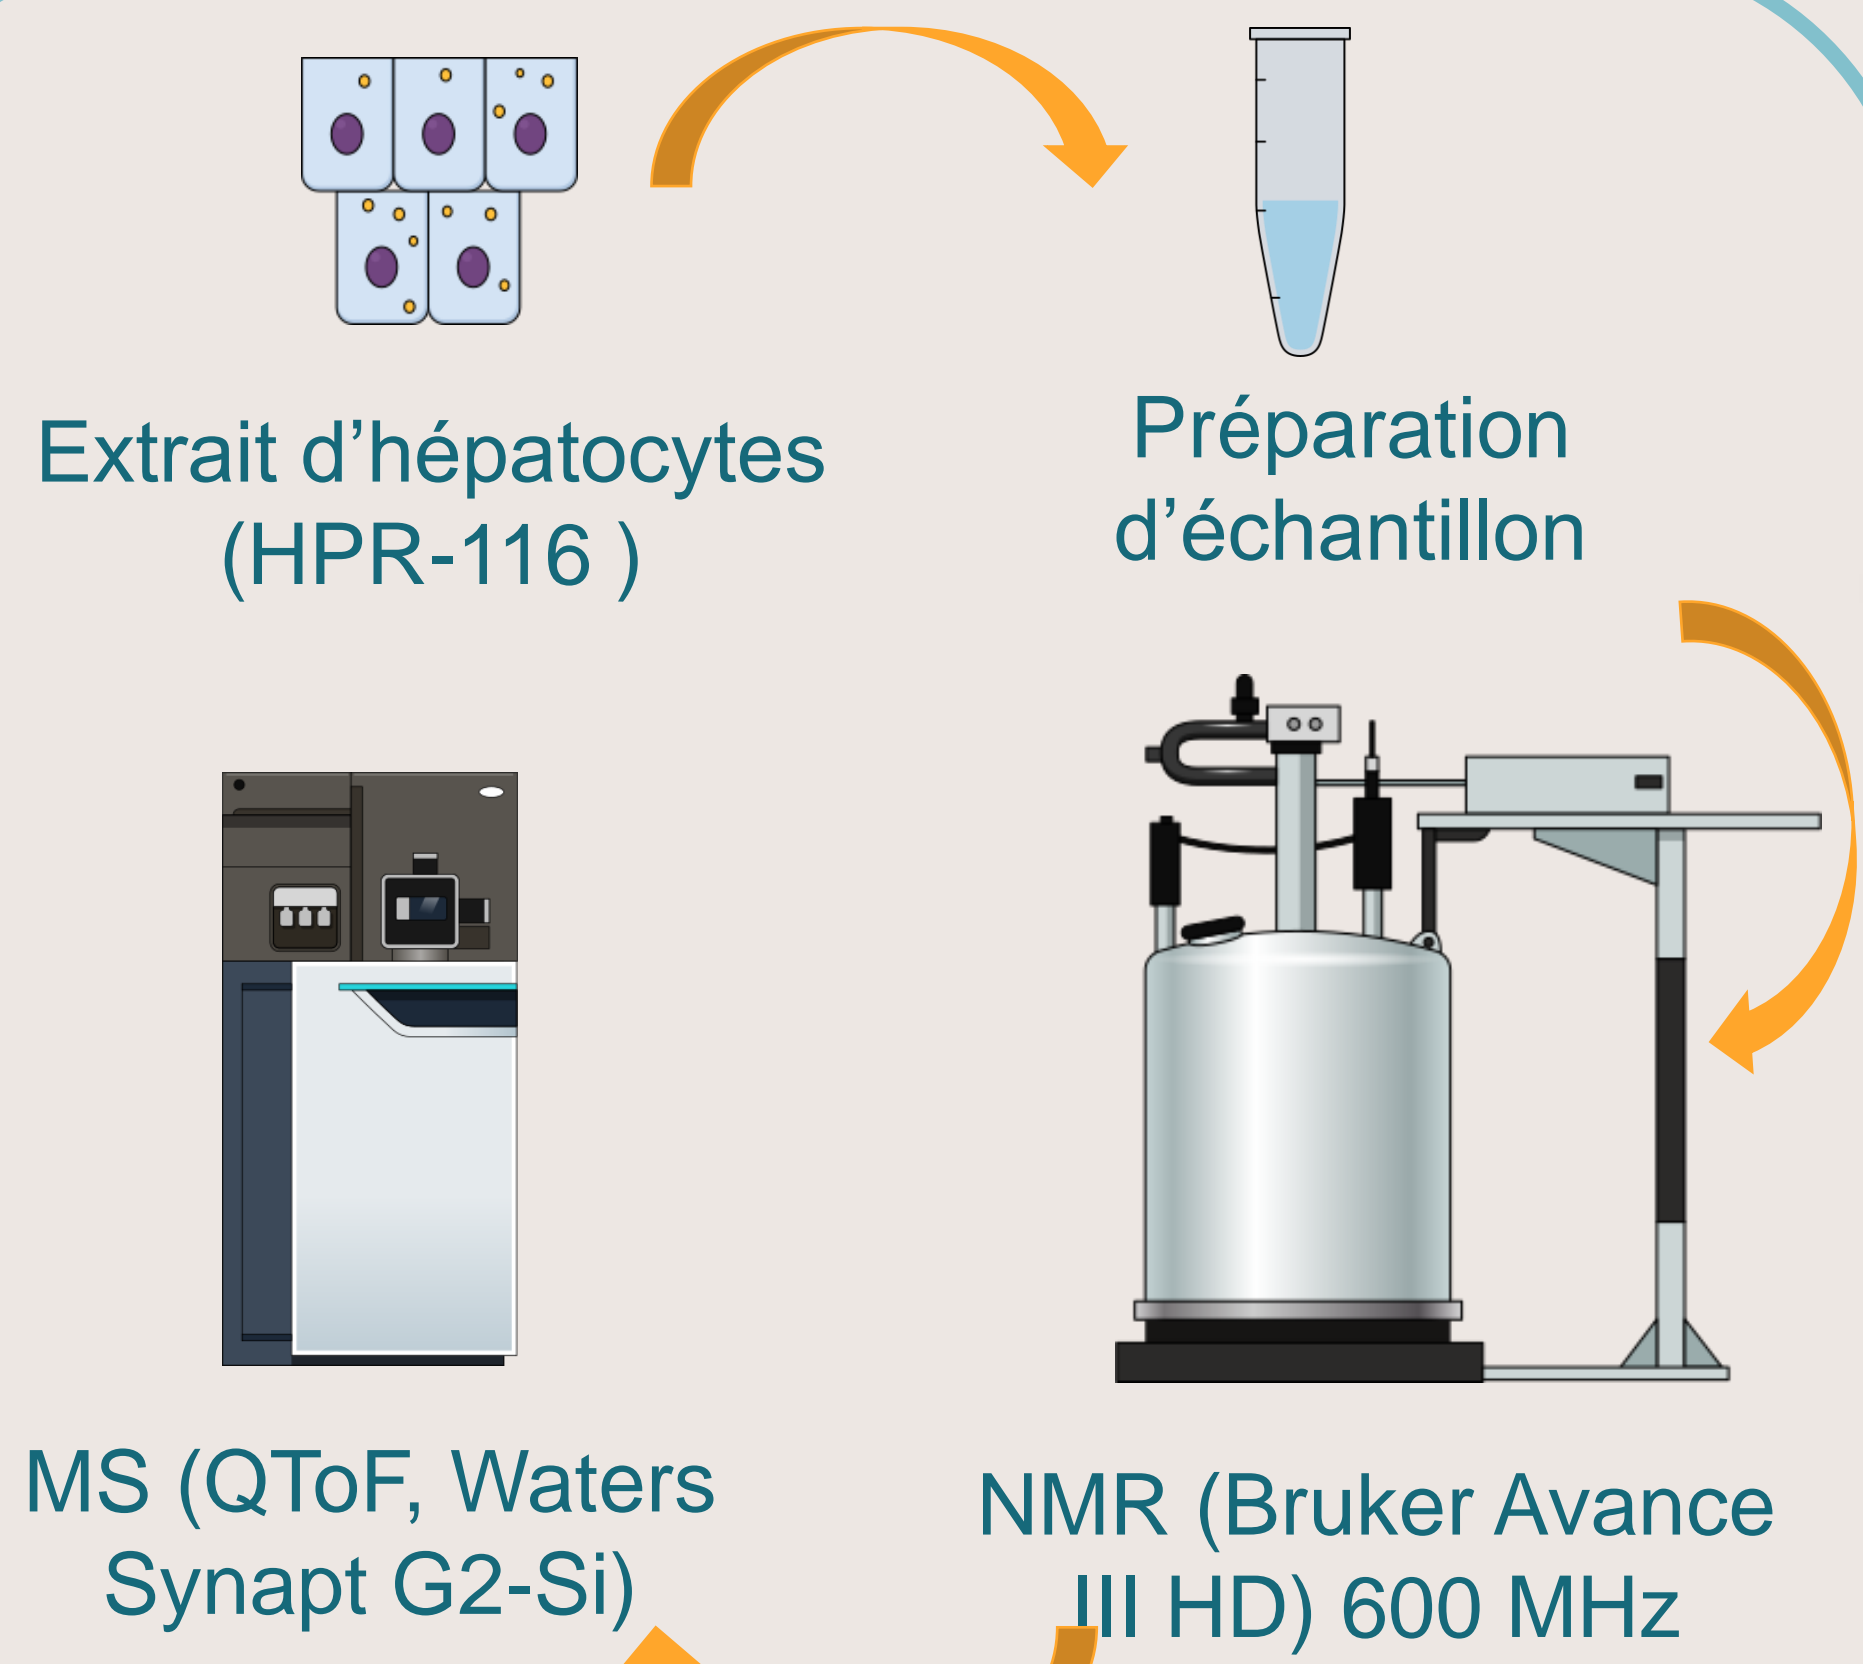 Extrait d’hépatocytes
(HPR-116 )
Préparation
d’échantillon
MS (QToF, Waters
Synapt G2-Si)
NMR (Bruker Avance
III HD) 600 MHz